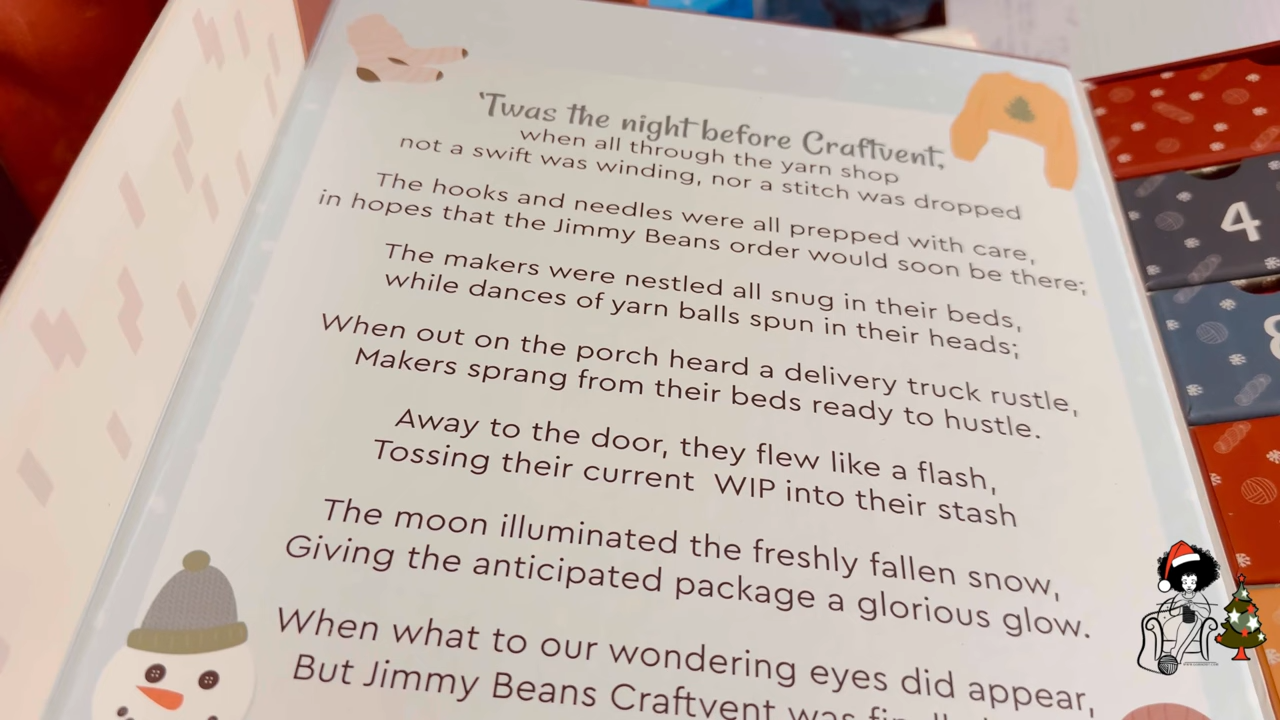 'Twas the night before Craftvent,
when all through the yarn shop
not a swift was winding, nor a stitch was dropped
The hooks and needles were all prepped with care,
in hopes that the Jimmy Beans order would soon be there;
The makers were nestled all snug in their beds,
while dances of yarn balls spun in their heads;
When out on the porch heard a delivery truck rustle,
Makers sprang from their beds ready to hustle.
Away to the door, they flew like a flash,
Tossing their current WIP into their stash
The moon illuminated the freshly fallen snow,
Giving the anticipated package a glorious glow.
When what to our wondering eyes did appear,
But Jimmy Beans Craftvent was
4
8